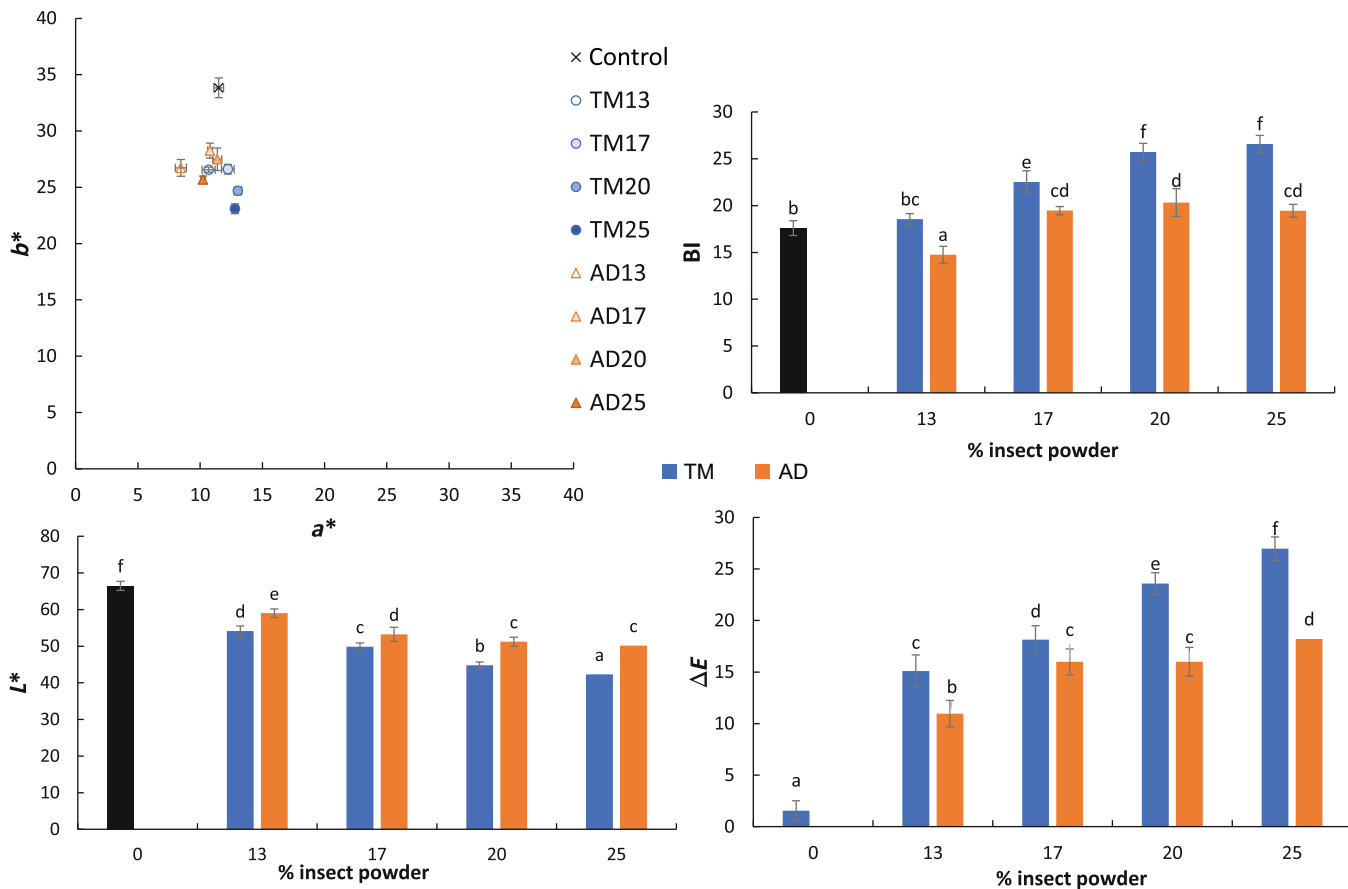 40
35
30
25
20
15
10
5
0
b*
0 5 10 15 20 25 30 35 40
a*
× Control
TM13
TM17
TM20
TM25
AD13
AD17
AD20
AD25
30
25
20
15
10
5
0
BI
b bc a e cd f d f cd
0 13 17 20 25
% insect powder
TM AD
80
70
60
50
40
30
20
10
0
L*
f d e c d b c a c
0 13 17 20 25
% insect powder
30
25
20
15
10
5
0
ΔE
a c b d c e c f d
0 13 17 20 25
% insect powder